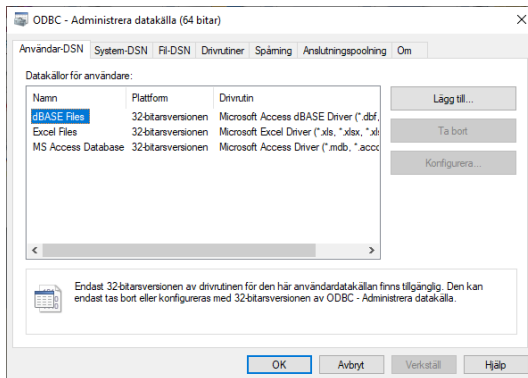 ODBC - Administrera datakälla (64 bitar)
Användar-DSN System-DSN Fil-DSN Drivrutiner Spårning Anslutningspoolning Om
Datakällor för användare:
Namn Plattform Drivrutin
dBASE Files 32-bitarsversionen Microsoft Access dBASE Driver (*.dbf,
Excel Files 32-bitarsversionen Microsoft Excel Driver (*.xls, *.xlsx, *.xl
MS Access Database 32-bitarsversionen Microsoft Access Driver (*.mdb, *.acc
Lägg till...
Ta bort
Konfigurera...
Endast 32-bitarsversionen av drivrutinen för den här användardatakällan finns tillgänglig. Den kan
endast tas bort eller konfigureras med 32-bitarsversionen av ODBC - Administrera datakälla.
OK Avbryt Verkställ Hjälp